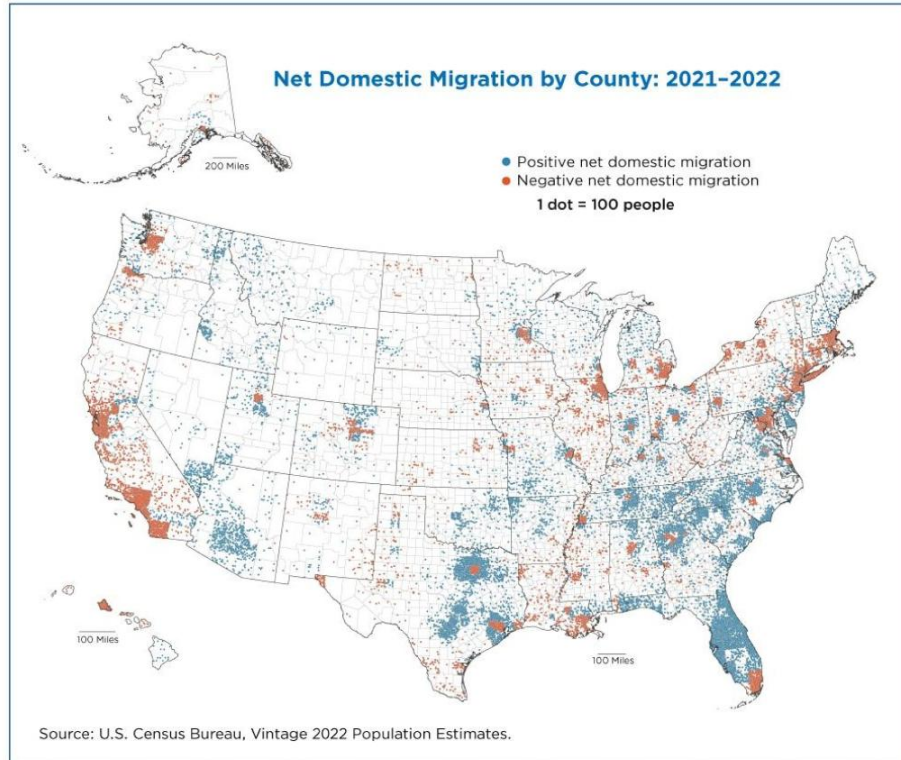 Net Domestic Migration by County: 2021–2022
200 Miles
Positive net domestic migration
Negative net domestic migration
1 dot = 100 people
100 Miles
100 Miles
Source: U.S. Census Bureau, Vintage 2022 Population Estimates.